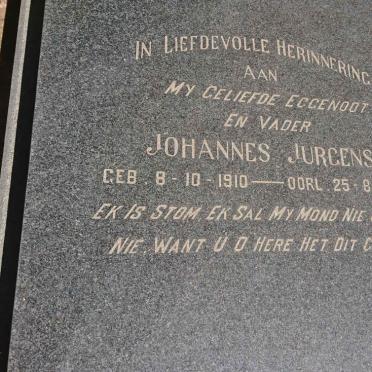 In Liefdevolle Herinnering
Aan
My Geliefde Eggenoot
En Vader
Johannes Jurgens
Geb. 8-10-1910 — Oorl. 25-8
Ek Is Stom, Ek Sal My Mond Nie
Nie, Want U O Here Het Dit